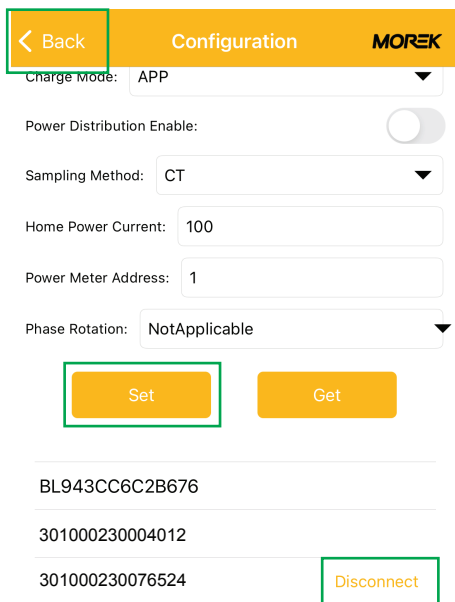 Back Configuration MOREK
Charge Mode: APP
Power Distribution Enable:
Sampling Method: CT
Home Power Current: 100
Power Meter Address: 1
Phase Rotation: NotApplicable
Set Get
BL943CC6C2B676
301000230004012
301000230076524 Disconnect